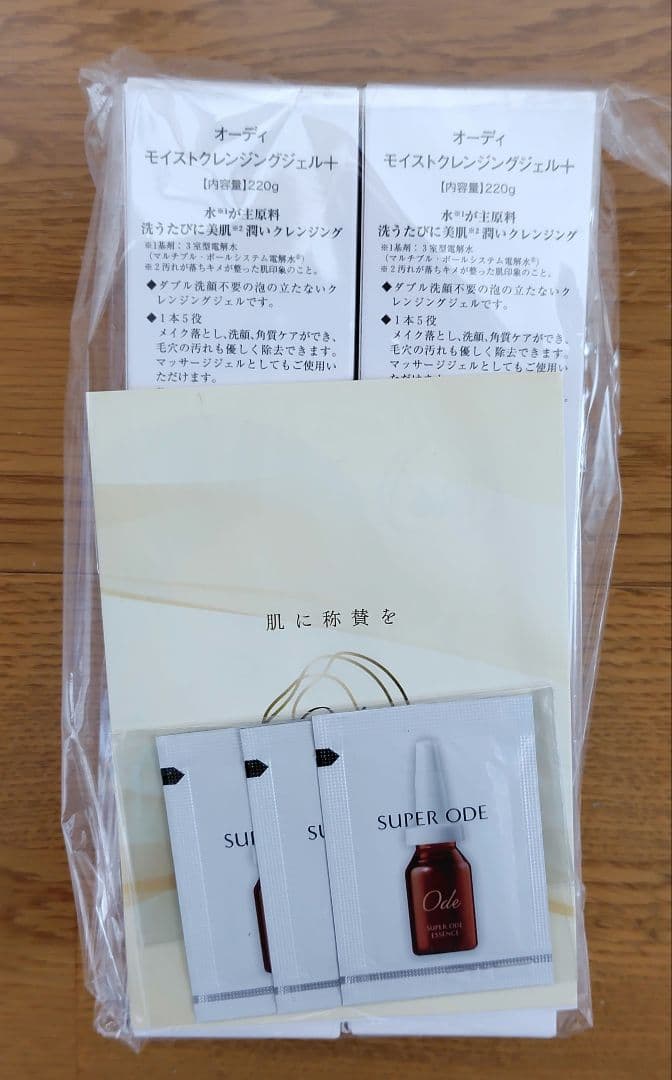 オーディ
モイストクレンジングジェル＋
【内容量】220g
水※1が主原料
洗うたびに美肌※2潤いクレンジング
※1基剤：3室型電解水
（マルチプル・ポールシステム電解水®）
※2汚れが落ちキメが整った肌印象のこと。
◆ダブル洗顔不要の泡の立たないク
レンジングジェルです。
◆1本5役
メイク落とし、洗顔、角質ケアができ、
毛穴の汚れも優しく除去できます。
マッサージジェルとしてもご使用い
ただけます。
オーディ
モイストクレンジングジェル＋
【内容量】220g
水※1が主原料
洗うたびに美肌※2潤いクレンジング
※1基剤：3室型電解水
（マルチプル・ポールシステム電解水®）
※2汚れが落ちキメが整った肌印象のこと。
◆ダブル洗顔不要の泡の立たないク
レンジングジェルです。
◆1本5役
メイク落とし、洗顔、角質ケアができ、
毛穴の汚れも優しく除去できます。
マッサージジェルとしてもご使用い
ただけます。
肌に称賛を
SU
SU
SUPER ODE
Ode
SUPER ODE
ESSENCE